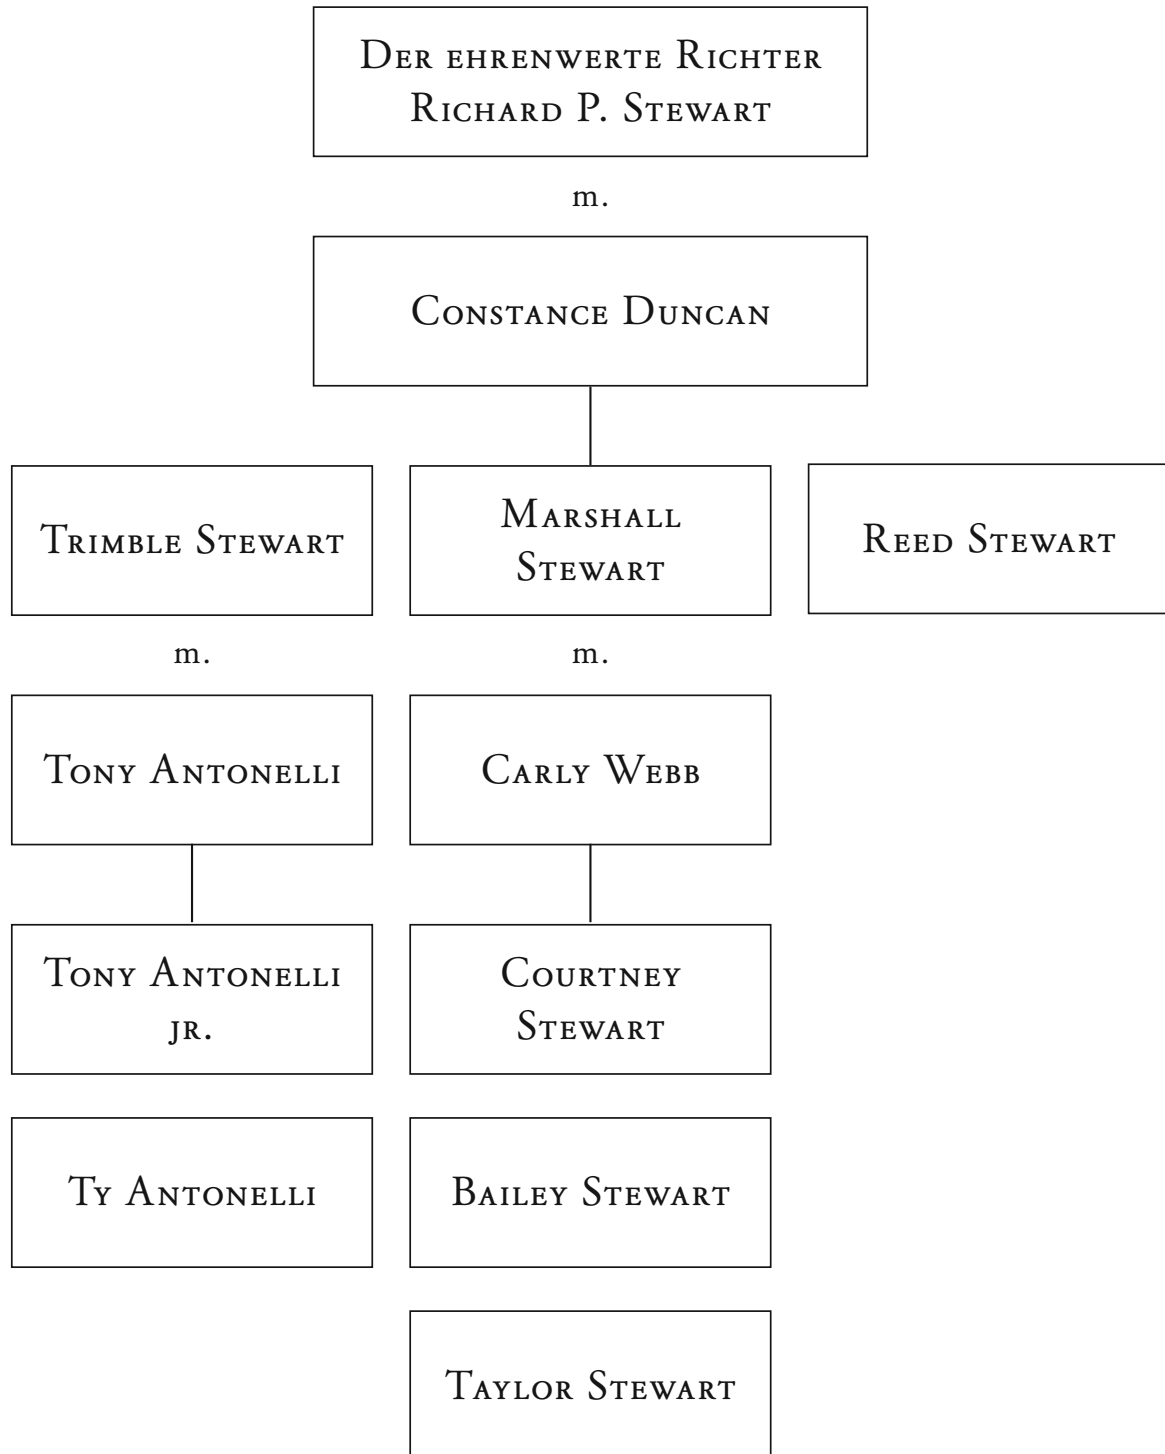 Der ehrenwerte Richter
Richard P. Stewart
m.
Constance Duncan
Trimble Stewart
Marshall
Stewart
Reed Stewart
m.
m.
Tony Antonelli
Carly Webb
Tony Antonelli
jr.
Courtney
Stewart
Ty Antonelli
Bailey Stewart
Taylor Stewart